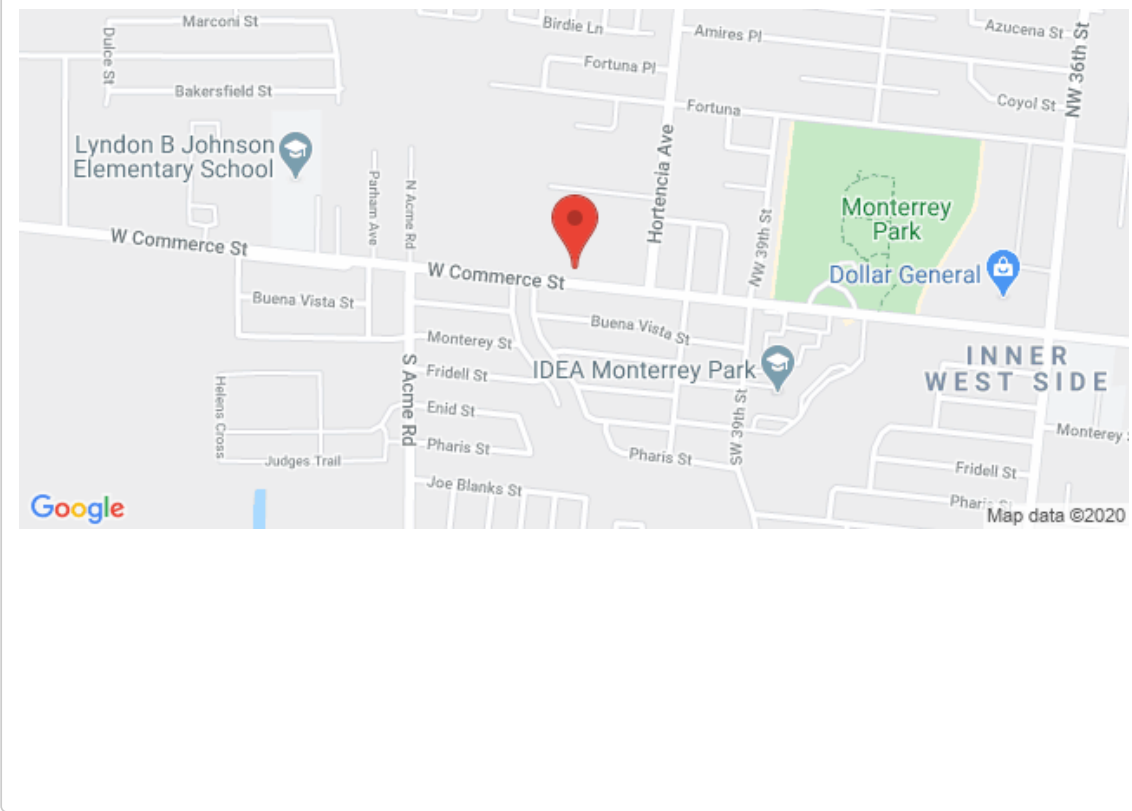 Marconi St
Birdie Ln
Amires Pl
Azucena St
Dulce St
NW 36th St
Fortuna Pl
Bakersfield St
Fortuna
Coyol St
Lyndon B Johnson
Elementary School
Hortencia Ave
Parham Ave
N Acme Rd
Monterrey
Park
NW 39th St
W Commerce St
W Commerce St
Dollar General
Buena Vista St
Buena Vista St
Monterey St
INNER
WEST SIDE
IDEA Monterrey Park
S Acme Rd
Fridell St
Helens Cross
Enid St
SW 39th St
Monterey
Pharis St
Pharis St
Judges Trail
Fridell St
Joe Blanks St
Pharis St
Google
Map data ©2020